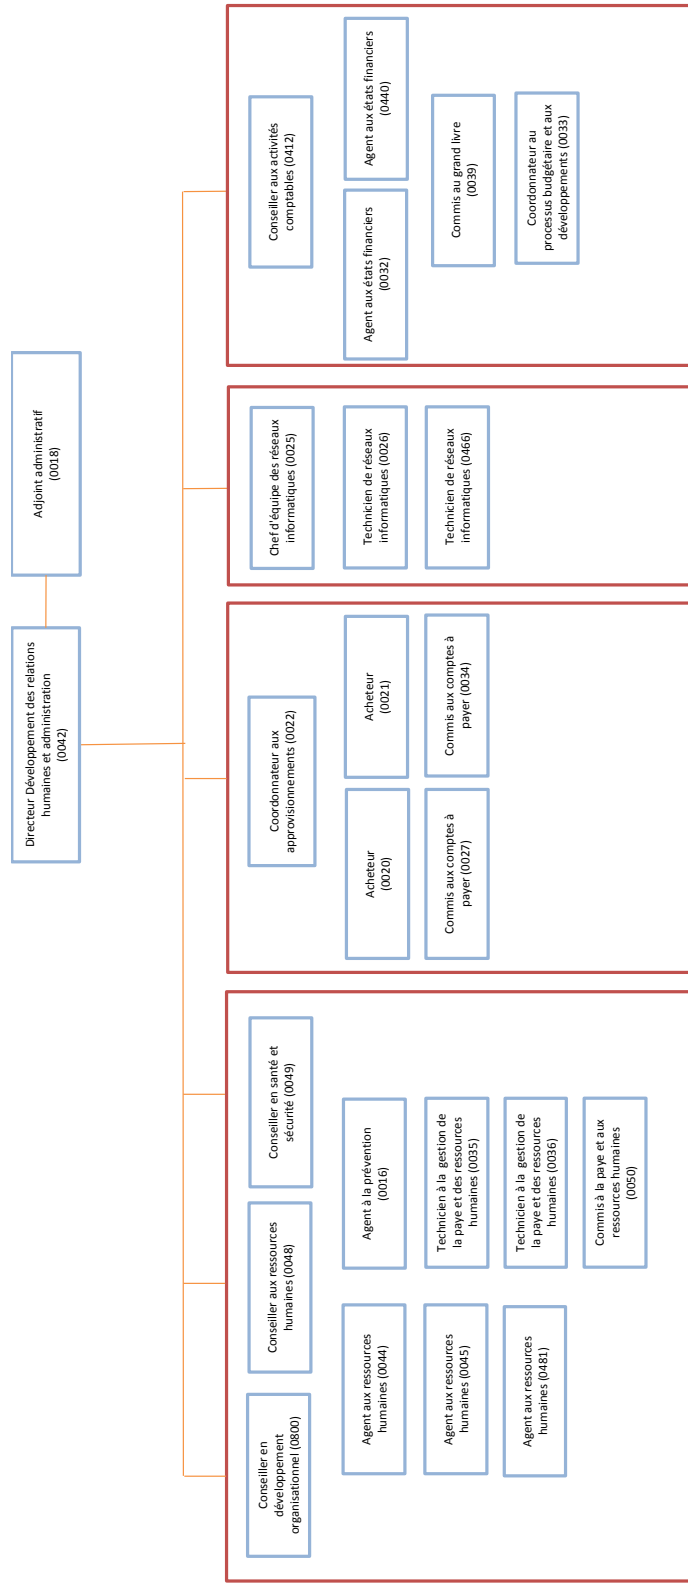 Directeur Développement des relations
humaines et administration
(0042)
Adjoint administratif
(0018)
Conseiller en
développement
organisationnel (0800)
Conseiller aux ressources
humaines (0048)
Conseiller en santé et
sécurité (0049)
Agent aux ressources
humaines (0044)
Agent à la prévention
(0016)
Agent aux ressources
humaines (0045)
Technicien à la gestion de
la paye et des ressources
humaines (0035)
Agent aux ressources
humaines (0481)
Technicien à la gestion de
la paye et des ressources
humaines (0036)
Commis à la paye et aux
ressources humaines
(0050)
Coordonnateur aux
approvisionnements (0022)
Acheteur
(0020)
Acheteur
(0021)
Commis aux comptes à
payer (0027)
Commis aux comptes à
payer (0034)
Chef d'équipe des réseaux
informatiques (0025)
Technicien de réseaux
informatiques (0026)
Technicien de réseaux
informatiques (0466)
Conseiller aux activités
comptables (0412)
Agent aux états financiers
(0032)
Agent aux états financiers
(0440)
Commis au grand livre
(0039)
Coordonnateur au
processus budgétaire et aux
développements (0033)